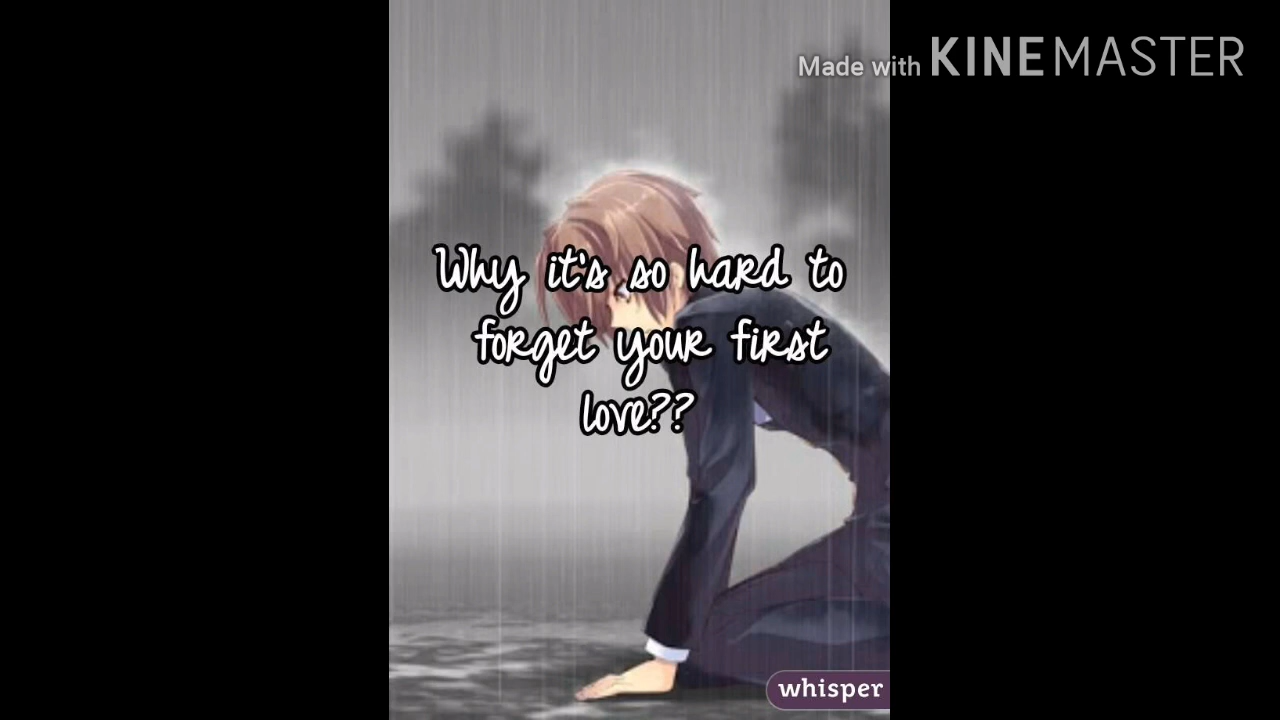 Made with KINEMASTER
Why it's so hard to
forget your first
love??
whisper